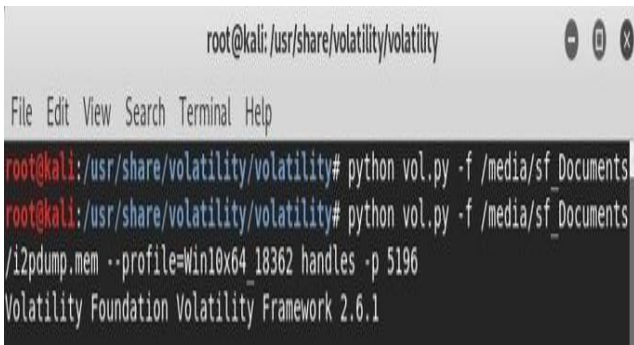 root@kali: /usr/share/volatility/volatility
File Edit View Search Terminal Help
root@kali:/usr/share/volatility/volatility# python vol.py -f /media/sf_Documents
root@kali:/usr/share/volatility/volatility# python vol.py -f /media/sf_Documents
/i2pdump.mem --profile=Win10x64_18362 handles -p 5196
Volatility Foundation Volatility Framework 2.6.1